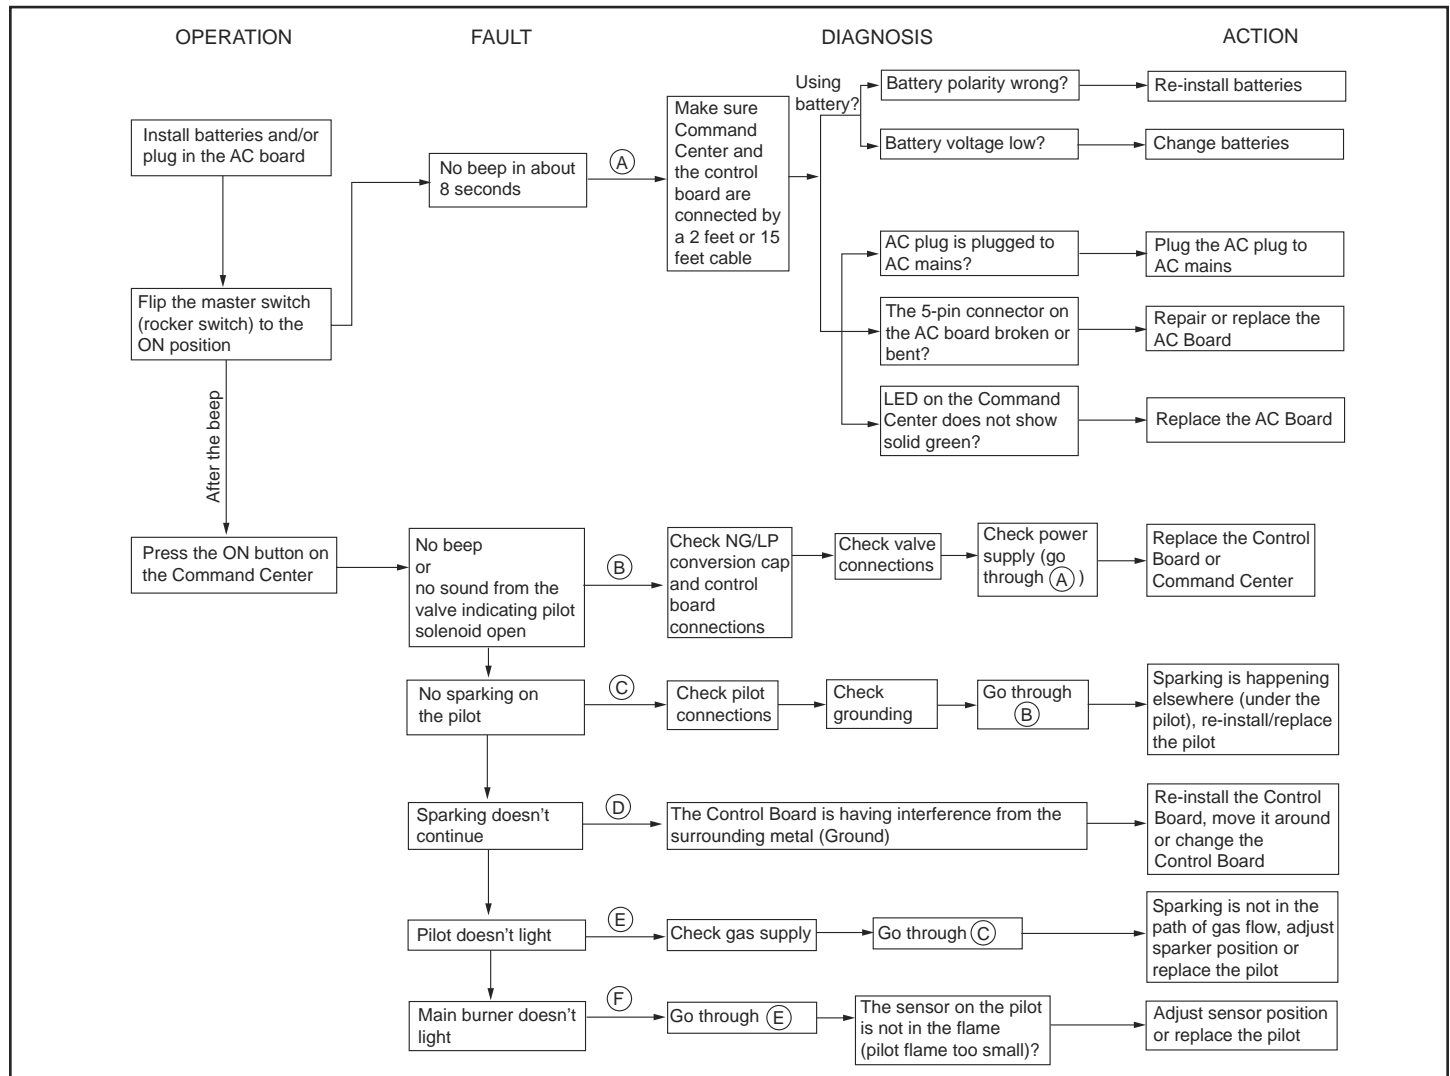 OPERATION
FAULT
DIAGNOSIS
ACTION
Install batteries and/or
plug in the AC board
Flip the master switch
(rocker switch) to the
ON position
After the beep
No beep in about
8 seconds
A
Make sure
Command
Center and
the control
board are
connected by
a 2 feet or 15
feet cable
Using
battery?
Battery polarity wrong?
Re-install batteries
Battery voltage low?
Change batteries
AC plug is plugged to
AC mains?
Plug the AC plug to
AC mains
The 5-pin connector on
the AC board broken or
bent?
Repair or replace the
AC Board
LED on the Command
Center does not show
solid green?
Replace the AC Board
Press the ON button on
the Command Center
No beep
or
no sound from the
valve indicating pilot
solenoid open
B
Check NG/LP
conversion cap
and control
board
connections
Check valve
connections
Check power
supply (go
through A )
Replace the Control
Board or
Command Center
No sparking on
the pilot
C
Check pilot
connections
Check
grounding
Go through
B
Sparking is happening
elsewhere (under the
pilot), re-install/replace
the pilot
Sparking doesn't
continue
D
The Control Board is having interference from the
surrounding metal (Ground)
Re-install the Control
Board, move it around
or change the
Control Board
Pilot doesn't light
E
Check gas supply
Go through C
Sparking is not in the
path of gas flow, adjust
sparker position or
replace the pilot
Main burner doesn't
light
F
Go through E
The sensor on the pilot
is not in the flame
(pilot flame too small)?
Adjust sensor position
or replace the pilot